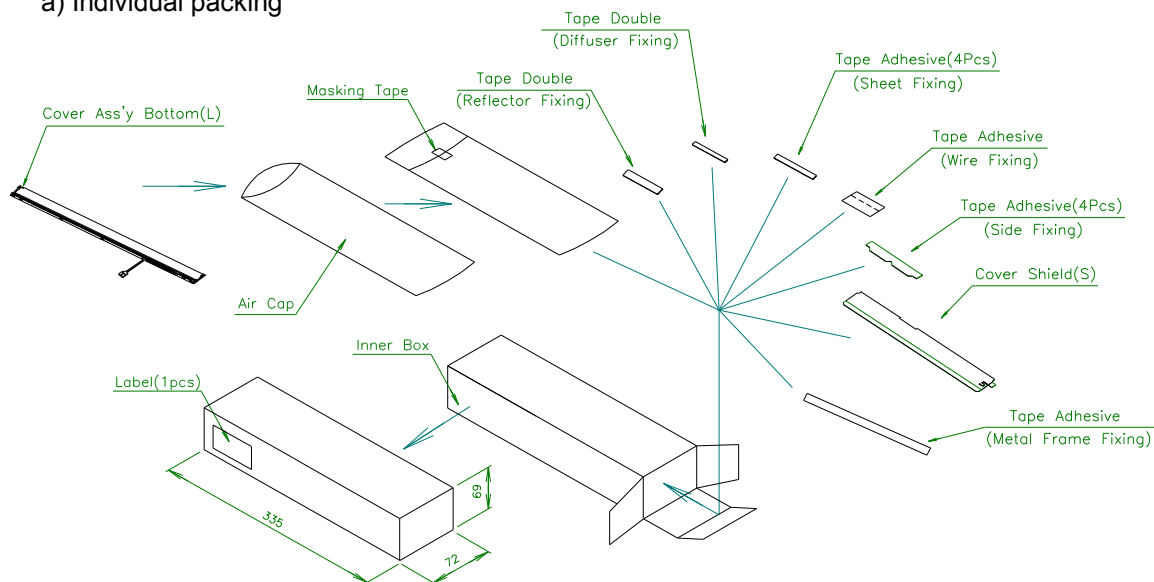 a) Individual packing
Tape Double
(Diffuser Fixing)
Tape Adhesive(4Pcs)
(Sheet Fixing)
Tape Double
(Reflector Fixing)
Masking Tape
Cover Ass'y Bottom(L)
Tape Adhesive
(Wire Fixing)
Tape Adhesive(4Pcs)
(Side Fixing)
Cover Shield(S)
Air Cap
Inner Box
Label(1pcs)
Tape Adhesive
(Metal Frame Fixing)
69
335
72